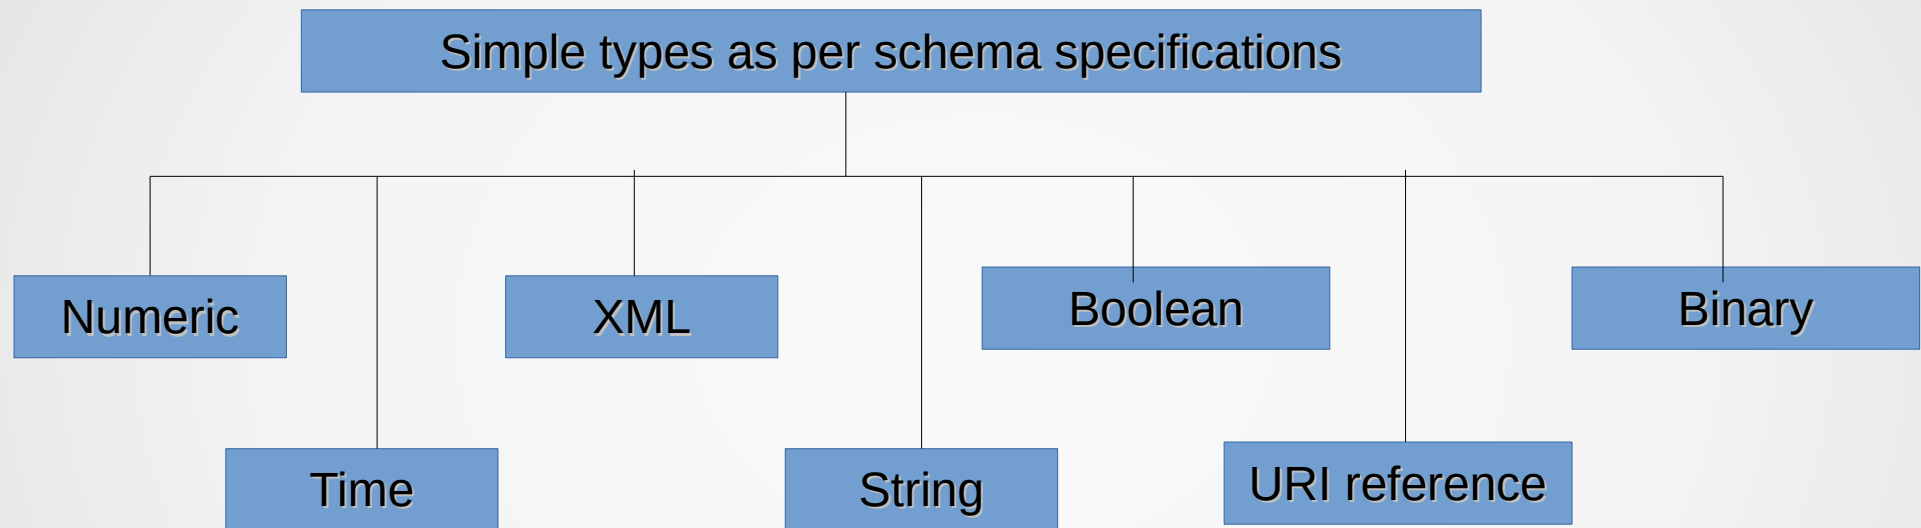 Simple types as per schema specifications
Numeric
XML
Boolean
Binary
Time
String
URI reference